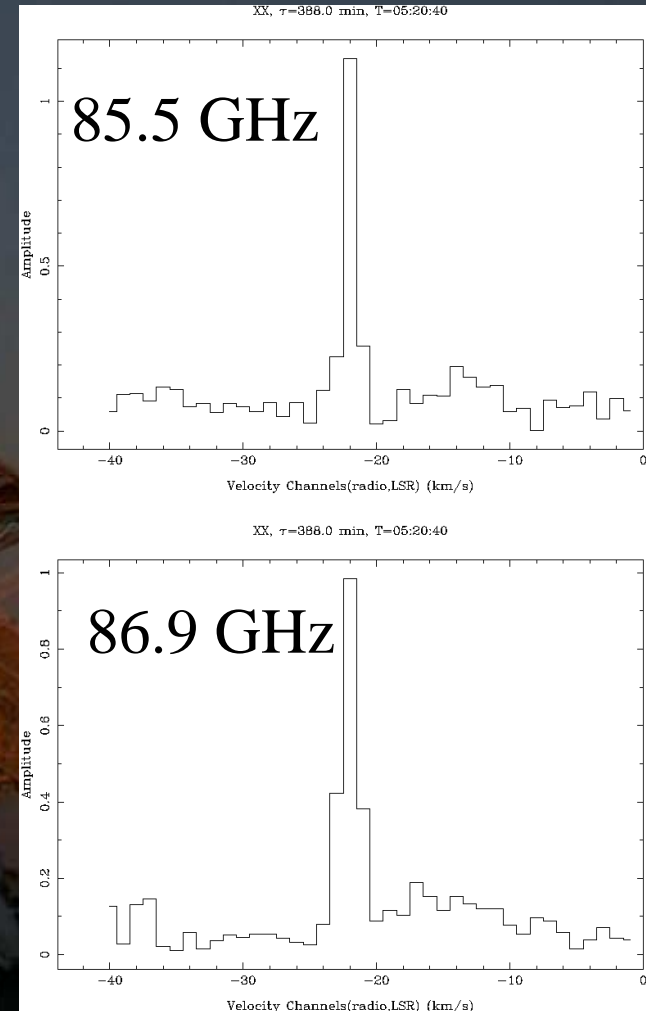 XX, τ=388.0 min, T=05:20:40
85.5 GHz
Amplitude
1
0.5
0
−40 −30 −20 −10 0
Velocity Channels(radio,LSR) (km/s)
XX, τ=388.0 min, T=05:20:40
86.9 GHz
Amplitude
1
0.8
0.6
0.4
0.2
0
−40 −30 −20 −10 0
Velocity Channels(radio,LSR) (km/s)